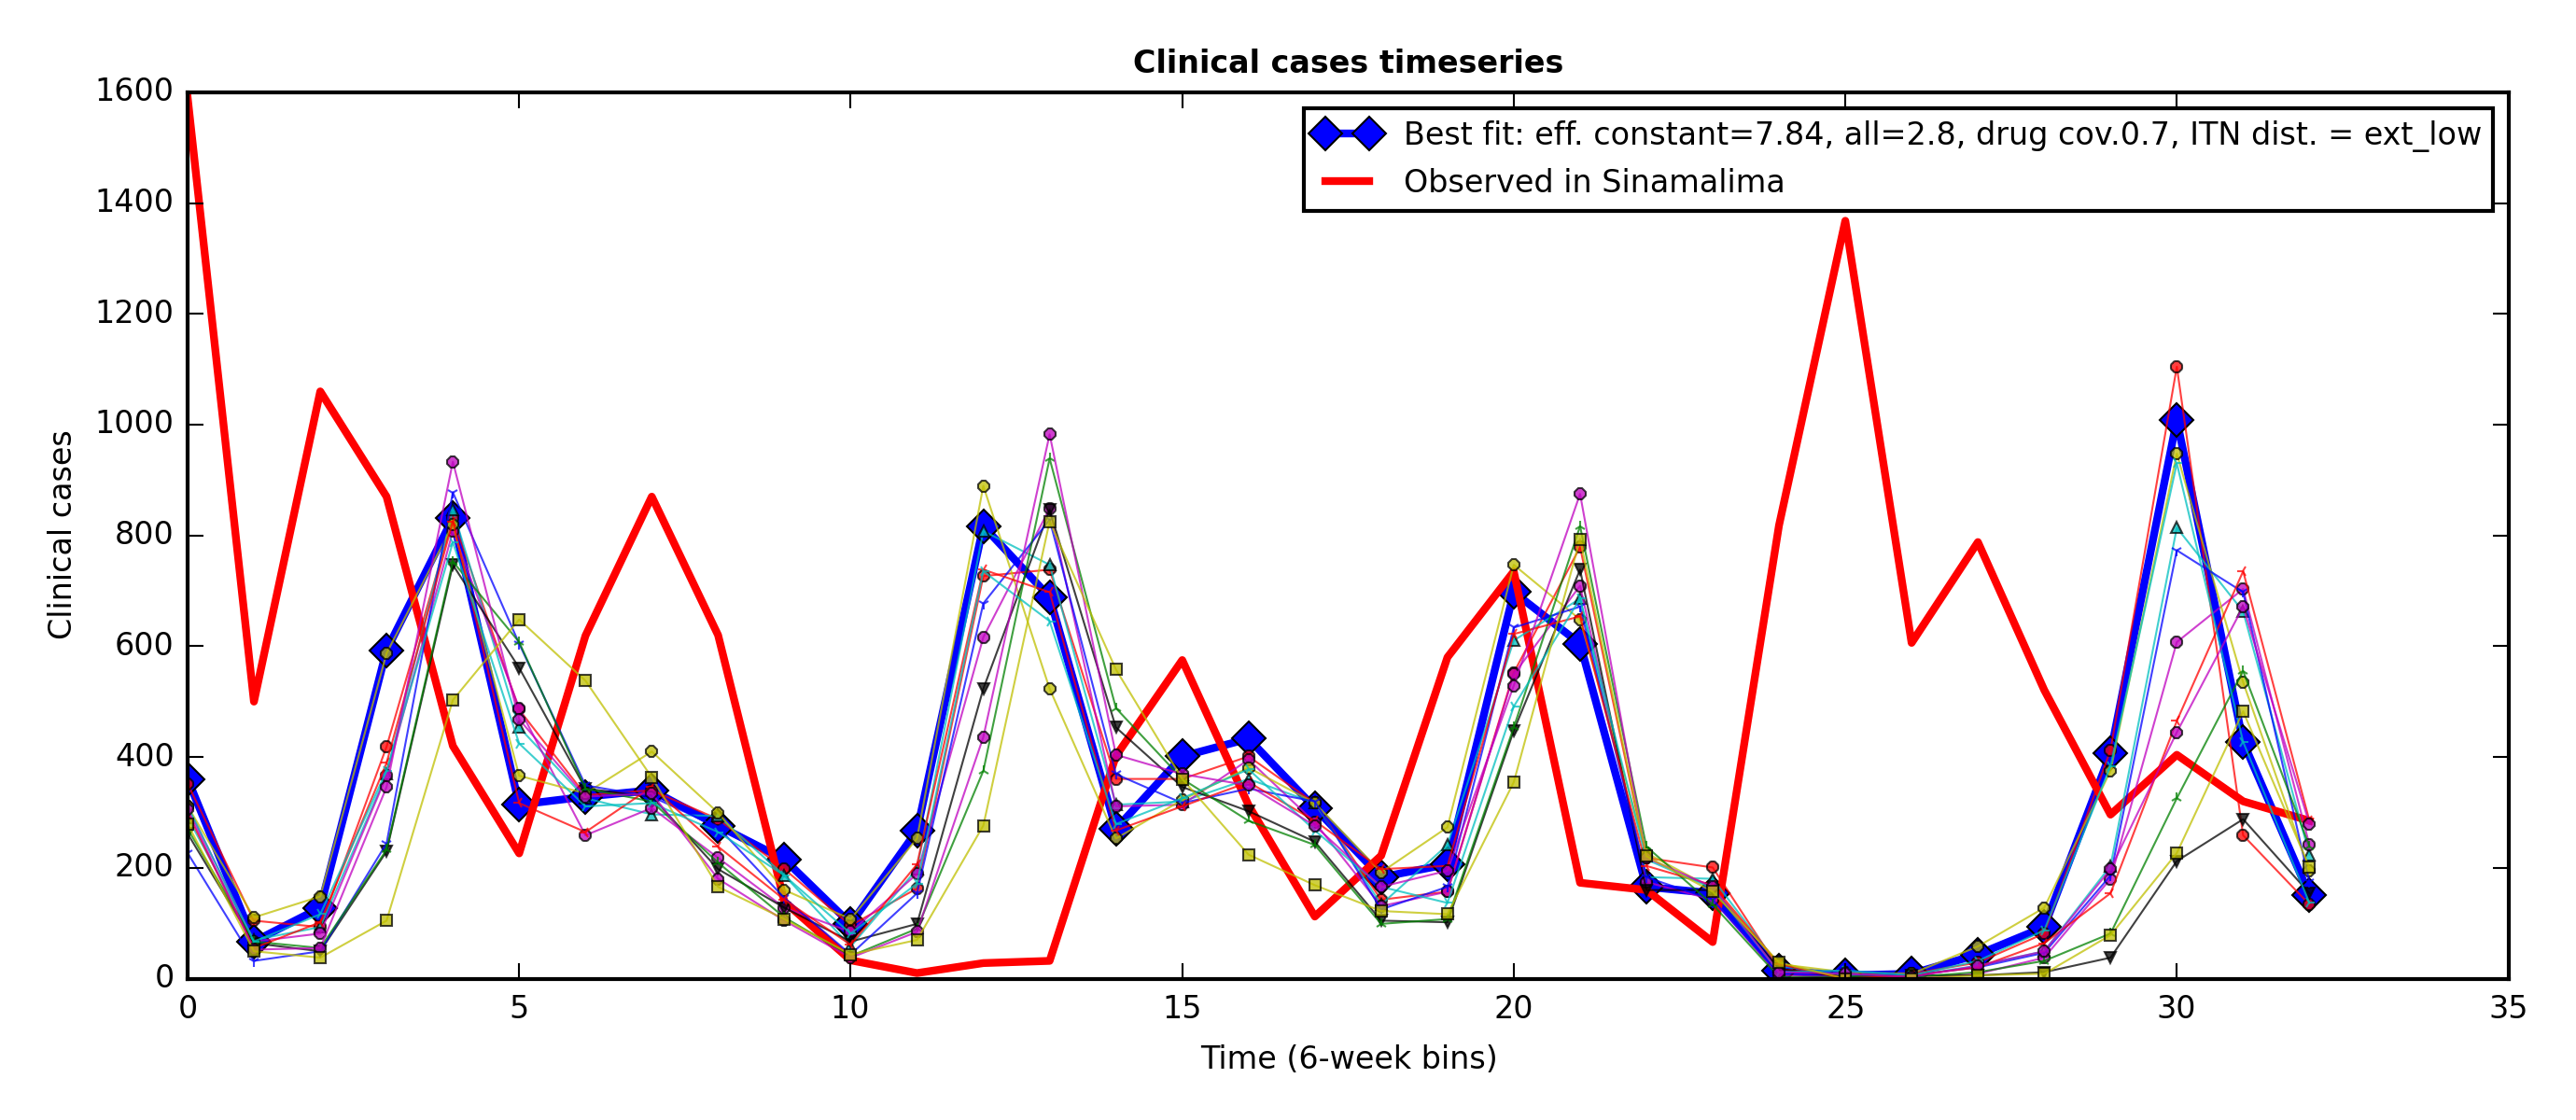 Clinical cases timeseries
Best fit: eff. constant=7.84, all=2.8, drug cov.0.7, ITN dist. = ext_low
Observed in Sinamalima
Clinical cases
1600
1400
1200
1000
800
600
400
200
0
0 5 10 15 20 25 30 35
Time (6-week bins)